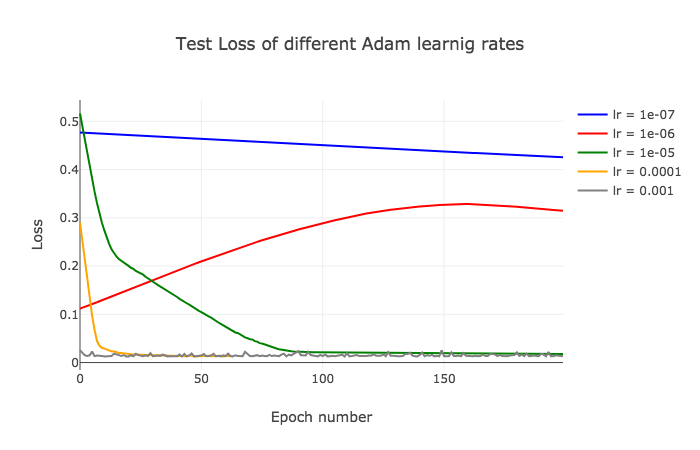 Test Loss of different Adam learnig rates
lr = 1e-07
lr = 1e-06
lr = 1e-05
lr = 0.0001
lr = 0.001
0.5
0.4
0.3
0.2
0.1
0
Loss
0
50
100
150
Epoch number